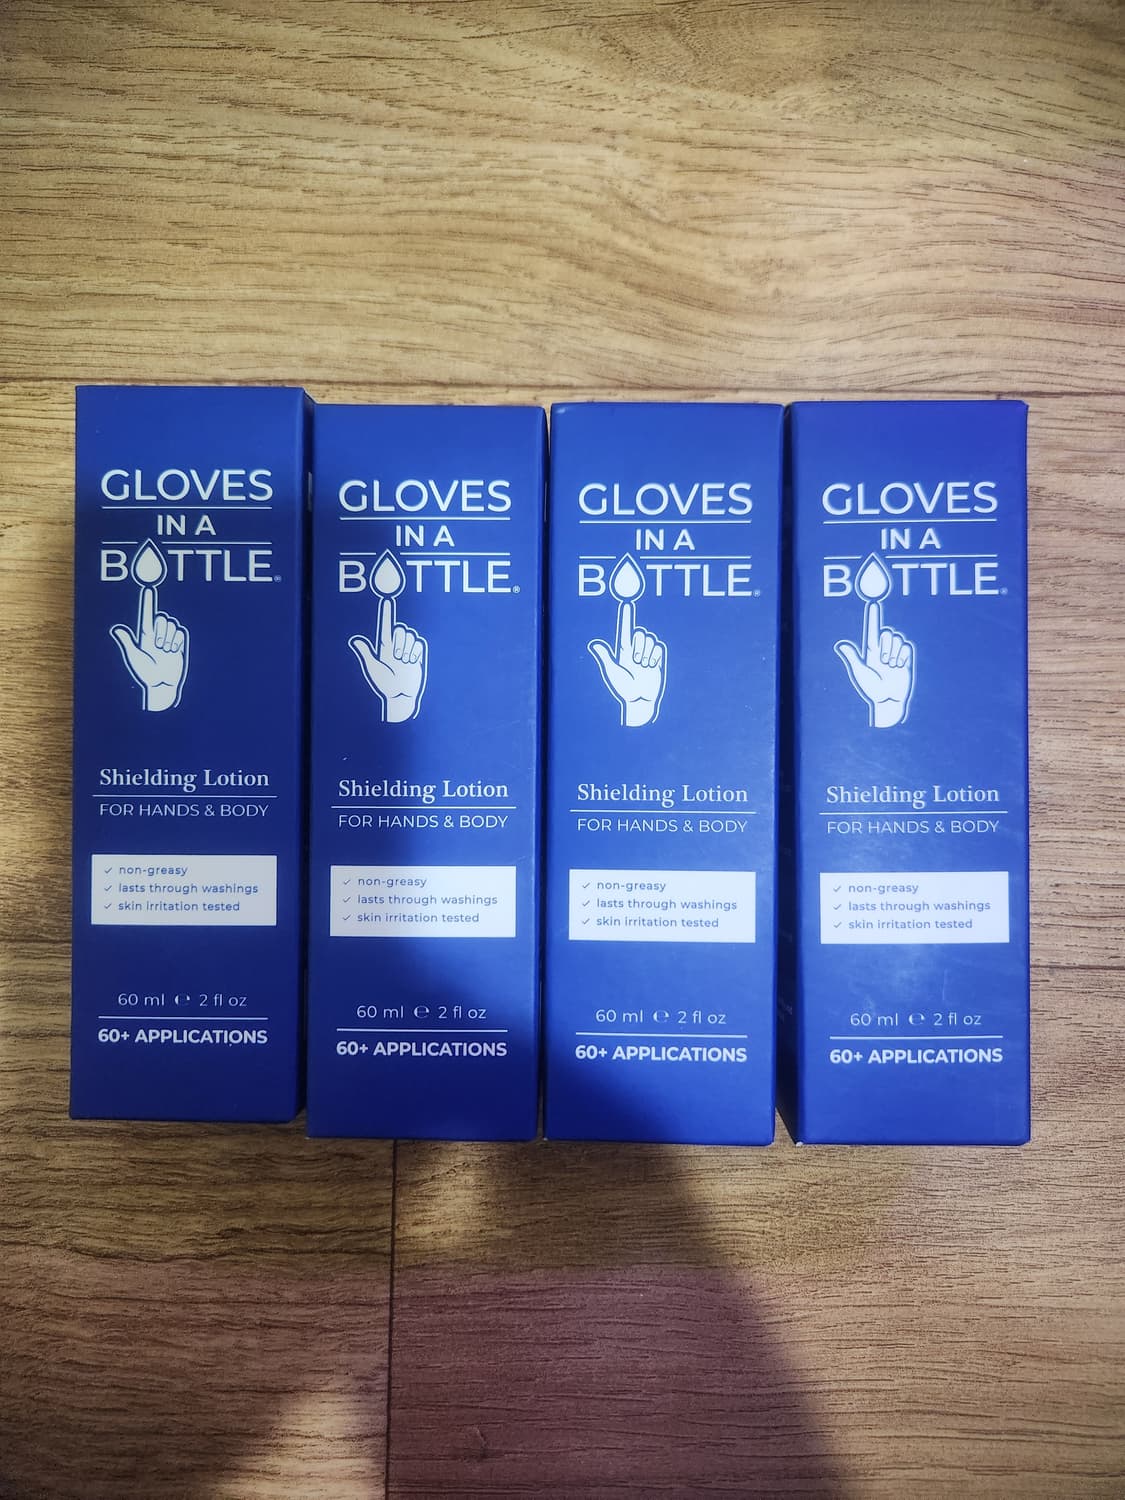 GLOVES
IN A
BOTTLE®
Shielding Lotion
FOR HANDS & BODY
✓ non-greasy
✓ lasts through washings
✓ skin irritation tested
60 ml ℮ 2 fl oz
60+ APPLICATIONS
GLOVES
IN A
BOTTLE®
Shielding Lotion
FOR HANDS & BODY
✓ non-greasy
✓ lasts through washings
✓ skin irritation tested
60 ml ℮ 2 fl oz
60+ APPLICATIONS
GLOVES
IN A
BOTTLE®
Shielding Lotion
FOR HANDS & BODY
✓ non-greasy
✓ lasts through washings
✓ skin irritation tested
60 ml ℮ 2 fl oz
60+ APPLICATIONS
GLOVES
IN A
BOTTLE®
Shielding Lotion
FOR HANDS & BODY
✓ non-greasy
✓ lasts through washings
✓ skin irritation tested
60 ml ℮ 2 fl oz
60+ APPLICATIONS